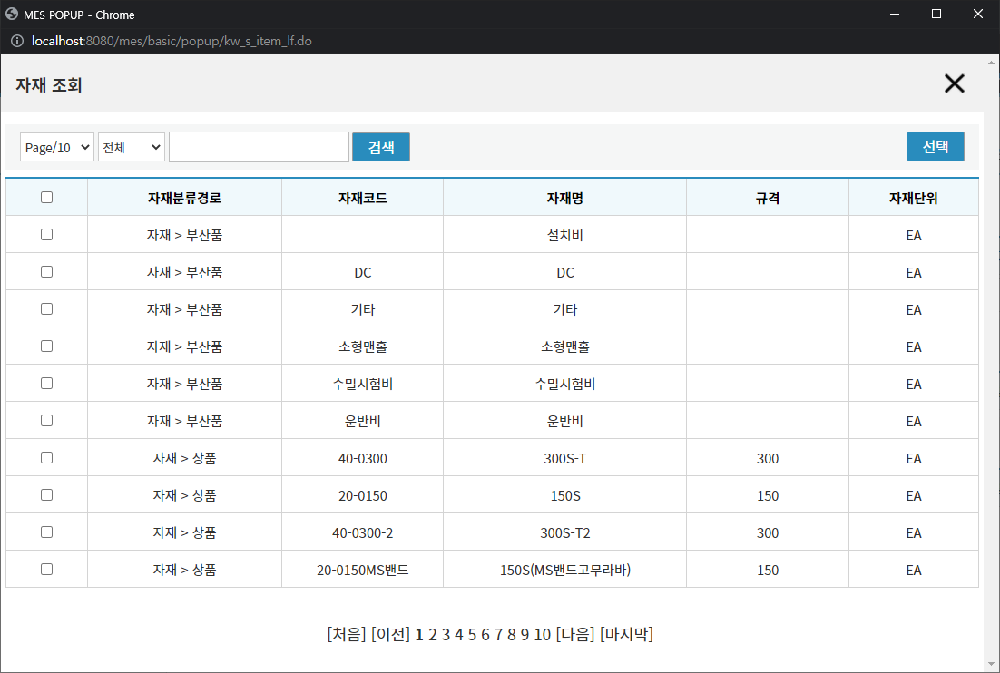 MES POPUP - Chrome
localhost:8080/mes/basic/popup/kw_s_item_lf.do
자재 조회
Page/10 전체 검색 선택
자재분류경로 자재코드 자재명 규격 자재단위
자재 > 부산품 설치비 EA
자재 > 부산품 DC DC EA
자재 > 부산품 기타 기타 EA
자재 > 부산품 소형맨홀 소형맨홀 EA
자재 > 부산품 수밀시험비 수밀시험비 EA
자재 > 부산품 운반비 운반비 EA
자재 > 상품 40-0300 300S-T 300 EA
자재 > 상품 20-0150 150S 150 EA
자재 > 상품 40-0300-2 300S-T2 300 EA
자재 > 상품 20-0150MS밴드 150S(MS밴드고무라바) 150 EA
[처음] [이전] 1 2 3 4 5 6 7 8 9 10 [다음] [마지막]